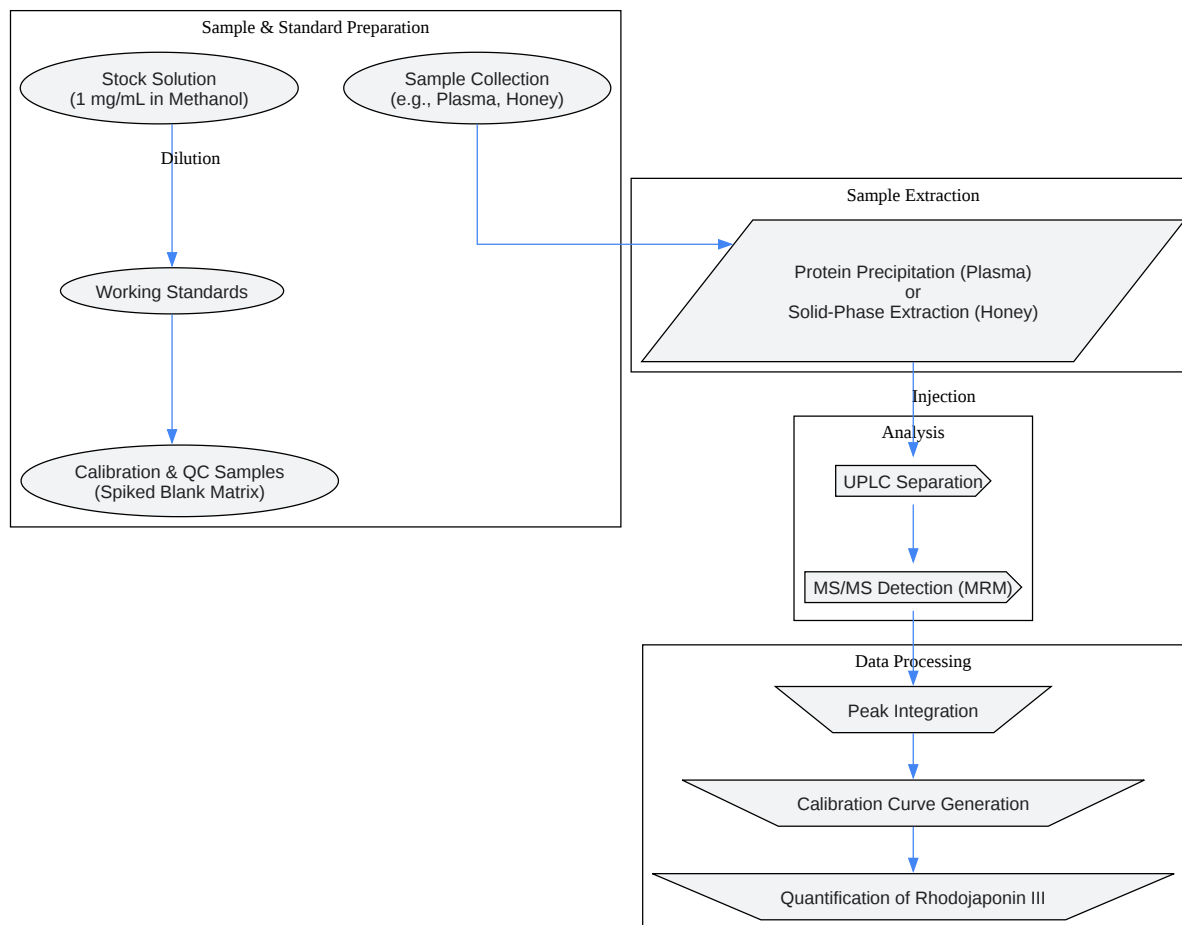 Sample & Standard Preparation
Stock Solution
(1 mg/mL in Methanol)
Sample Collection
(e.g., Plasma, Honey)
Dilution
Working Standards
Calibration & QC Samples
(Spiked Blank Matrix)
Sample Extraction
Protein Precipitation (Plasma)
or
Solid-Phase Extraction (Honey)
Injection
Analysis
UPLC Separation
MS/MS Detection (MRM)
Data Processing
Peak Integration
Calibration Curve Generation
Quantification of Rhodojaponin III